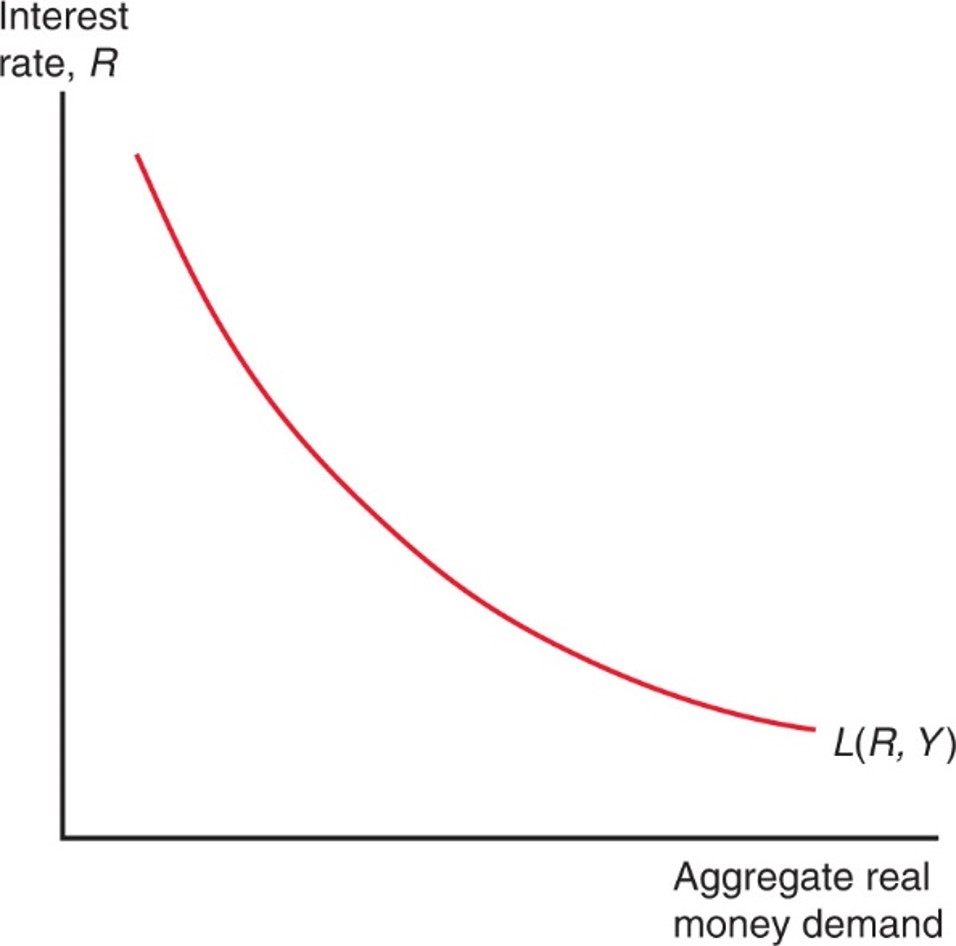 Interest
rate, R
L(R, Y)
Aggregate real
money demand